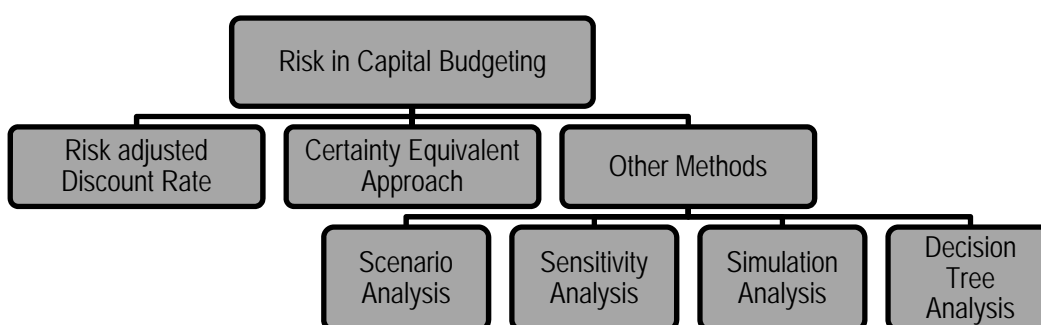 Risk in Capital Budgeting
Risk adjusted
Discount Rate
Certainty Equivalent
Approach
Other Methods
Scenario
Analysis
Sensitivity
Analysis
Simulation
Analysis
Decision
Tree
Analysis